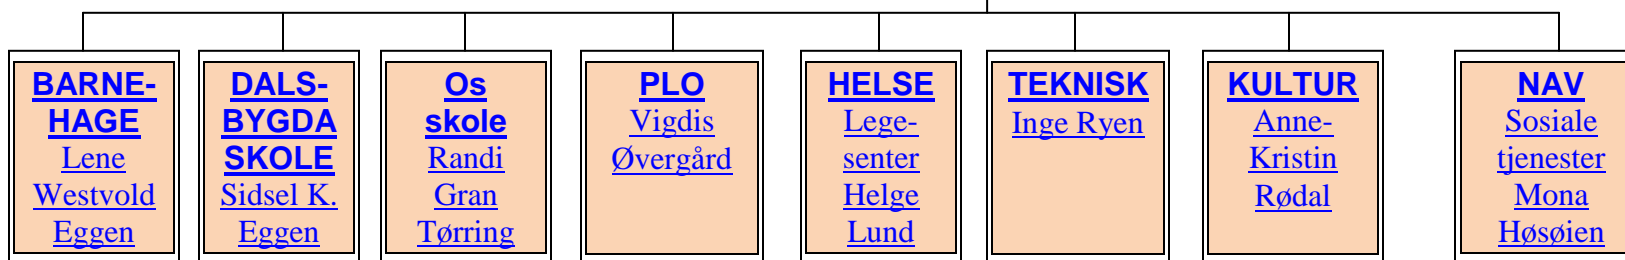 BARNE-
HAGE
Lene
Westvold
Eggen
DALS-
BYGDA
SKOLE
Sidsel K.
Eggen
Os
skole
Randi
Gran
Tørring
PLO
Vigdis
Øvergård
HELSE
Lege-
senter
Helge
Lund
TEKNISK
Inge Ryen
KULTUR
Anne-
Kristin
Rødal
NAV
Sosiale
tjenester
Mona
Høsøien